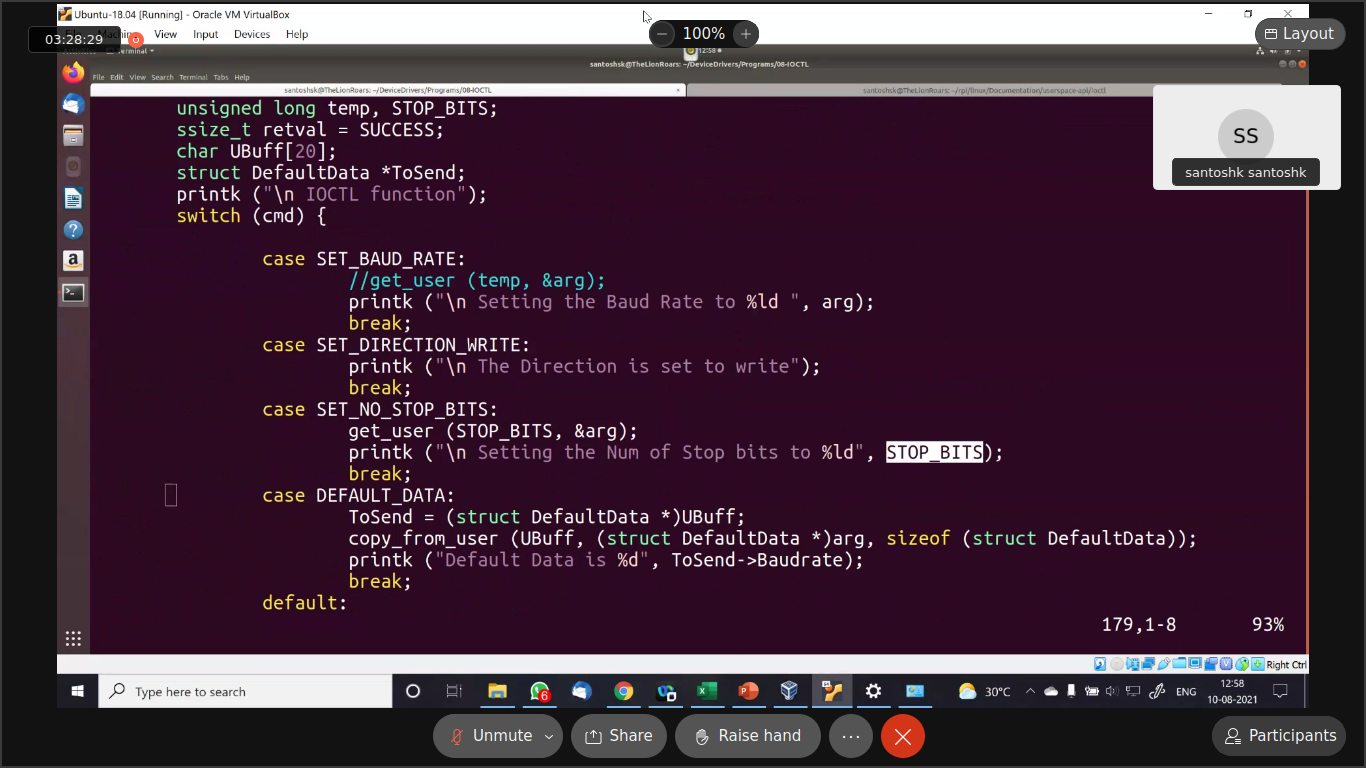 Ubuntu-18.04 [Running] - Oracle VM VirtualBox
03:28:29
View Input Devices Help
100%
Layout
Terminal
12:58
santoshsk@TheLionRoars: ~/DeviceDrivers/Programs/08-IOCTL
File Edit View Search Terminal Tabs Help
santoshsk@TheLionRoars: ~/DeviceDrivers/Programs/08-IOCTL
santoshsk@TheLionRoars: ~/rpi/linux/Documentation/userspace-api/ioctl
unsigned long temp, STOP_BITS;
ssize_t retval = SUCCESS;
char UBuff[20];
struct DefaultData *ToSend;
printk ("\n IOCTL function");
switch (cmd) {
case SET_BAUD_RATE:
//get_user (temp, &arg);
printk ("\n Setting the Baud Rate to %ld ", arg);
break;
case SET_DIRECTION_WRITE:
printk ("\n The Direction is set to write");
break;
case SET_NO_STOP_BITS:
get_user (STOP_BITS, &arg);
printk ("\n Setting the Num of Stop bits to %ld", STOP_BITS);
break;
case DEFAULT_DATA:
ToSend = (struct DefaultData *)UBuff;
copy_from_user (UBuff, (struct DefaultData *)arg, sizeof (struct DefaultData));
printk ("Default Data is %d", ToSend->Baudrate);
break;
default:
179,1-8 93%
SS
santoshk santoshk
Right Ctrl
Type here to search
6
30°C
ENG
12:58
10-08-2021
Unmute
Share
Raise hand
Participants